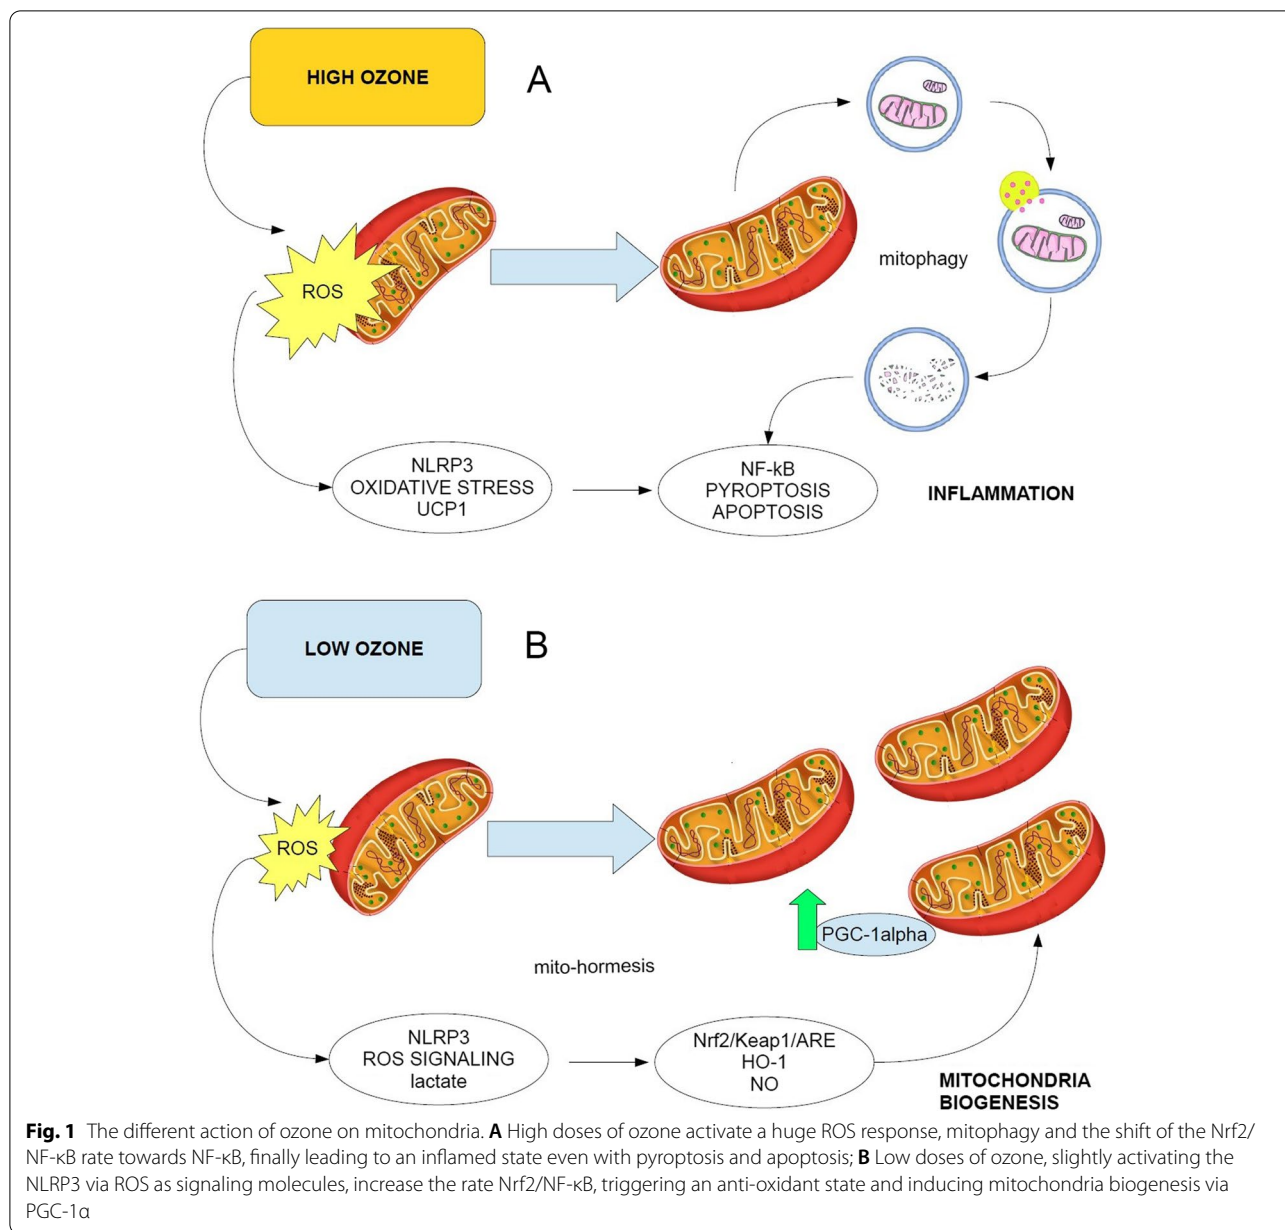 HIGH OZONE
A
ROS
mitophagy
NLRP3
OXIDATIVE STRESS
UCP1
NF-kB
PYROPTOSIS
APOPTOSIS
INFLAMMATION
LOW OZONE
B
ROS
PGC-1alpha
mito-hormesis
NLRP3
ROS SIGNALING
lactate
Nrf2/Keap1/ARE
HO-1
NO
MITOCHONDRIA
BIOGENESIS
Fig. 1 The different action of ozone on mitochondria. A High doses of ozone activate a huge ROS response, mitophagy and the shift of the Nrf2/
NF-κB rate towards NF-κB, finally leading to an inflamed state even with pyroptosis and apoptosis; B Low doses of ozone, slightly activating the
NLRP3 via ROS as signaling molecules, increase the rate Nrf2/NF-κB, triggering an anti-oxidant state and inducing mitochondria biogenesis via
PGC-1α